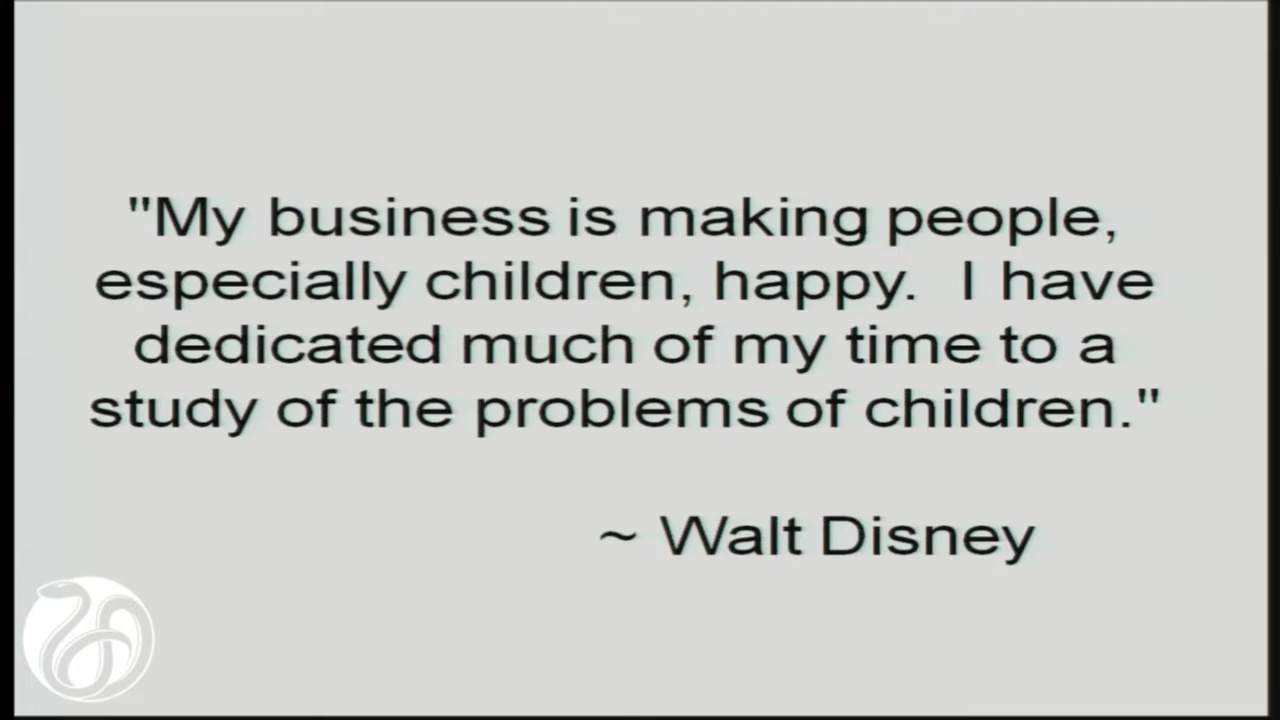 "My business is making people,
especially children, happy.  I have
dedicated much of my time to a
study of the problems of children."
~ Walt Disney